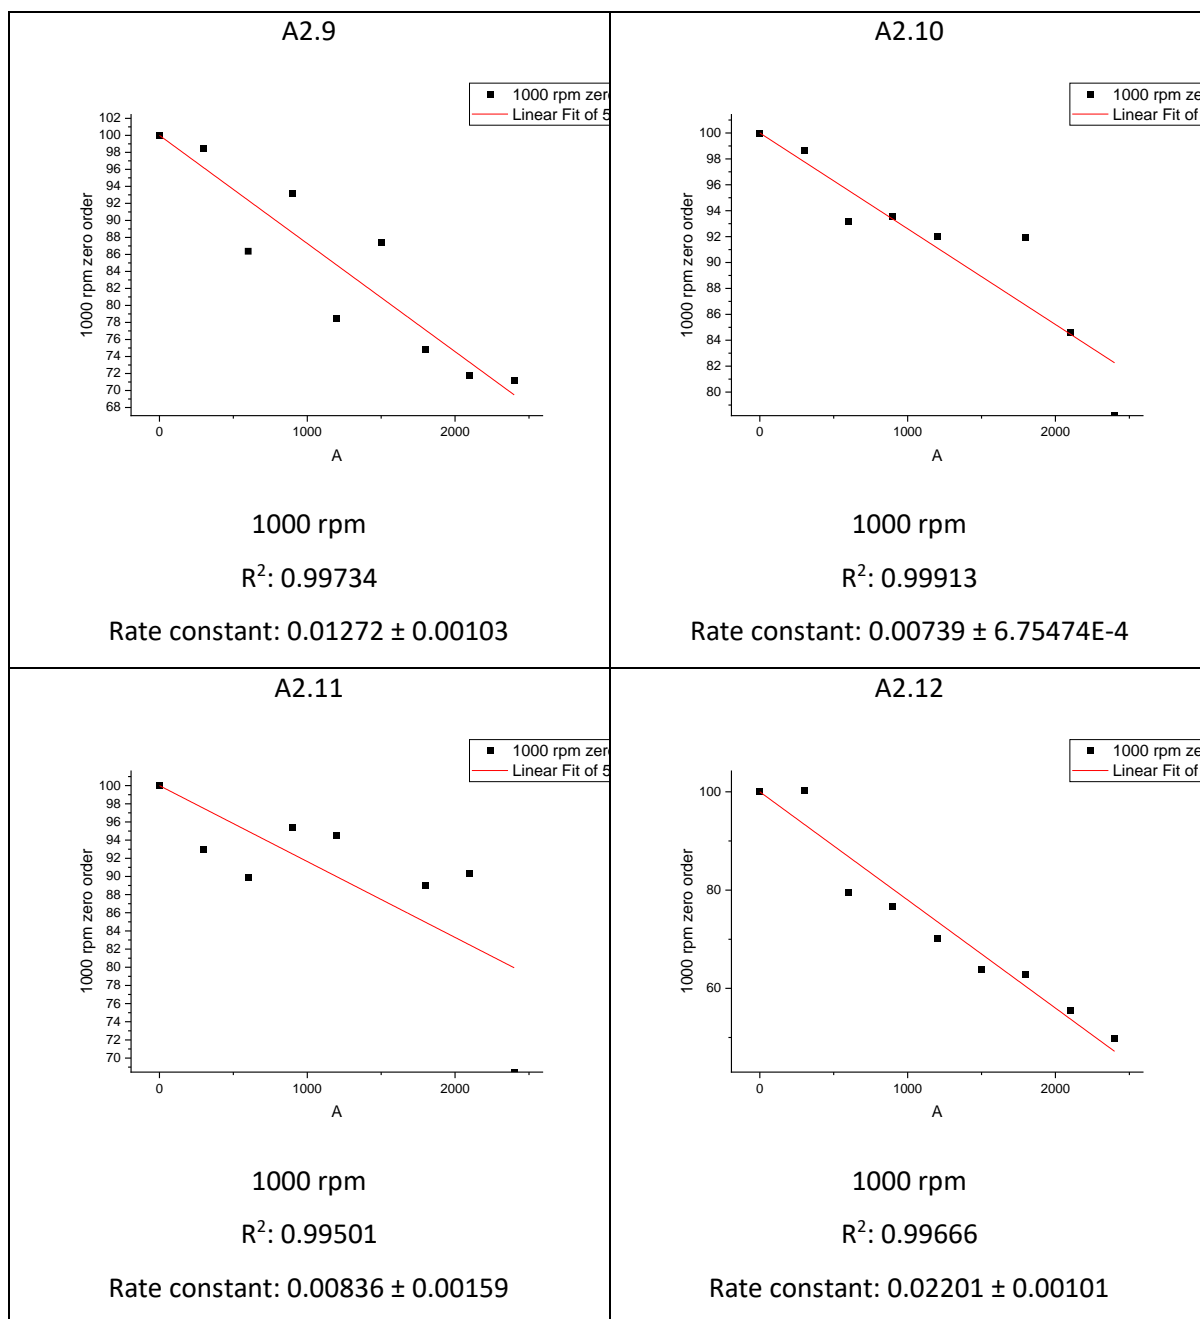 A2.9
1000 rpm zero
Linear Fit of 5
102
100
98
96
94
92
90
88
86
84
82
80
78
76
74
72
70
68
1000 rpm zero order
0
1000
2000
A
1000 rpm
R²: 0.99734
Rate constant: 0.01272 ± 0.00103
A2.10
1000 rpm ze
Linear Fit of
100
98
96
94
92
90
88
86
84
82
80
1000 rpm zero order
0
1000
2000
A
1000 rpm
R²: 0.99913
Rate constant: 0.00739 ± 6.75474E-4
A2.11
1000 rpm zer
Linear Fit of 5
100
98
96
94
92
90
88
86
84
82
80
78
76
74
72
70
1000 rpm zero order
0
1000
2000
A
1000 rpm
R²: 0.99501
Rate constant: 0.00836 ± 0.00159
A2.12
1000 rpm ze
Linear Fit of
100
80
60
1000 rpm zero order
0
1000
2000
A
1000 rpm
R²: 0.99666
Rate constant: 0.02201 ± 0.00101